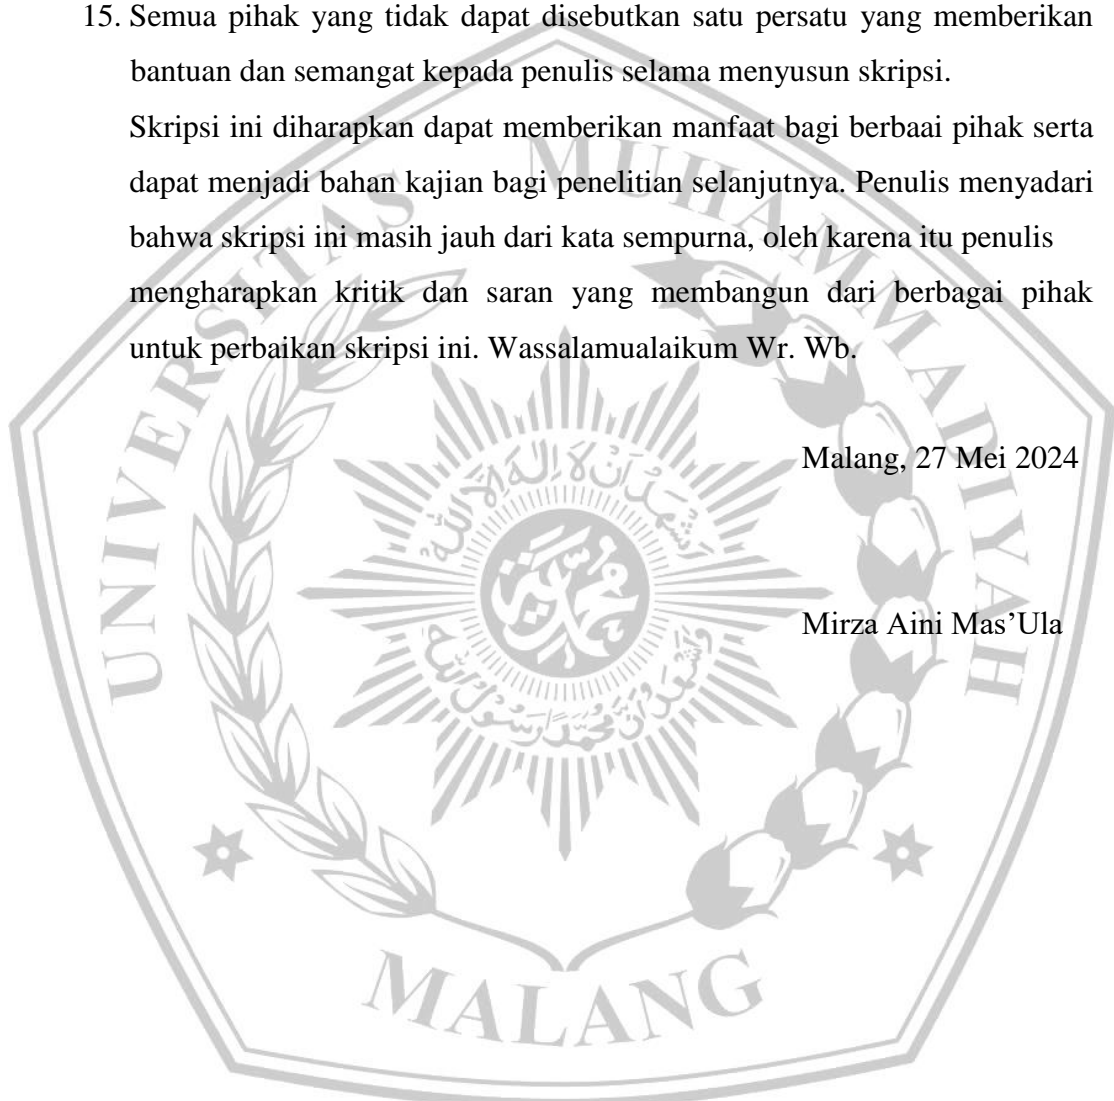 15. Semua pihak yang tidak dapat disebutkan satu persatu yang memberikan
bantuan dan semangat kepada penulis selama menyusun skripsi.
Skripsi ini diharapkan dapat memberikan manfaat bagi berbaai pihak serta
dapat menjadi bahan kajian bagi penelitian selanjutnya. Penulis menyadari
bahwa skripsi ini masih jauh dari kata sempurna, oleh karena itu penulis
mengharapkan kritik dan saran yang membangun dari berbagai pihak
untuk perbaikan skripsi ini. Wassalamualaikum Wr. Wb.
Malang, 27 Mei 2024
Mirza Aini Mas’Ula
UNIVERSITAS MUHAMMADIYAH
MALANG